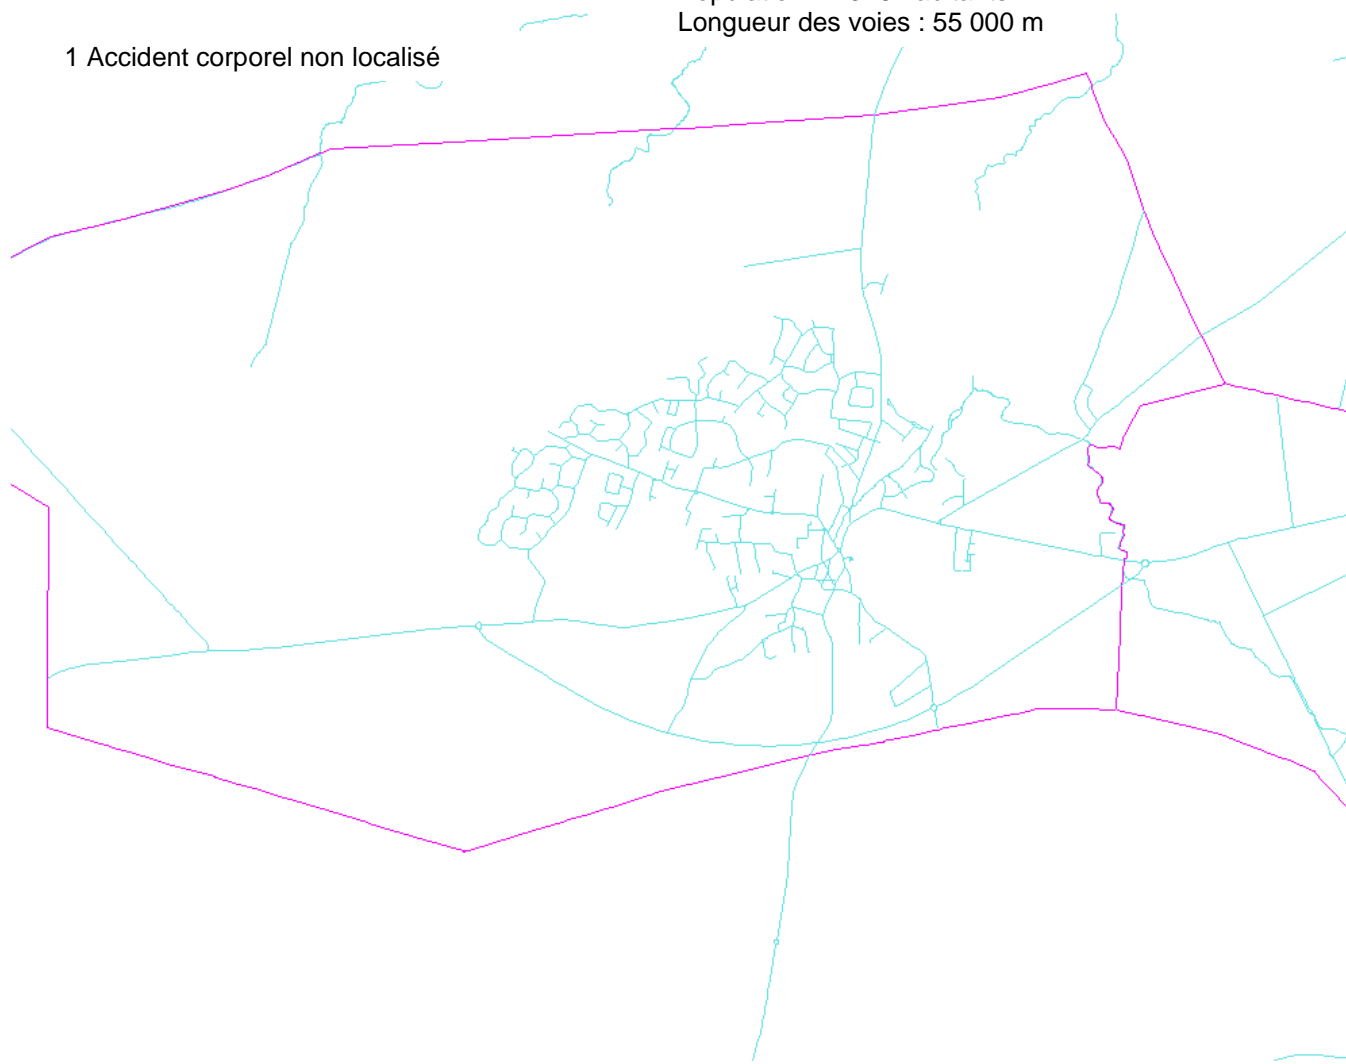 Longueur des voies : 55 000 m
1 Accident corporel non localisé